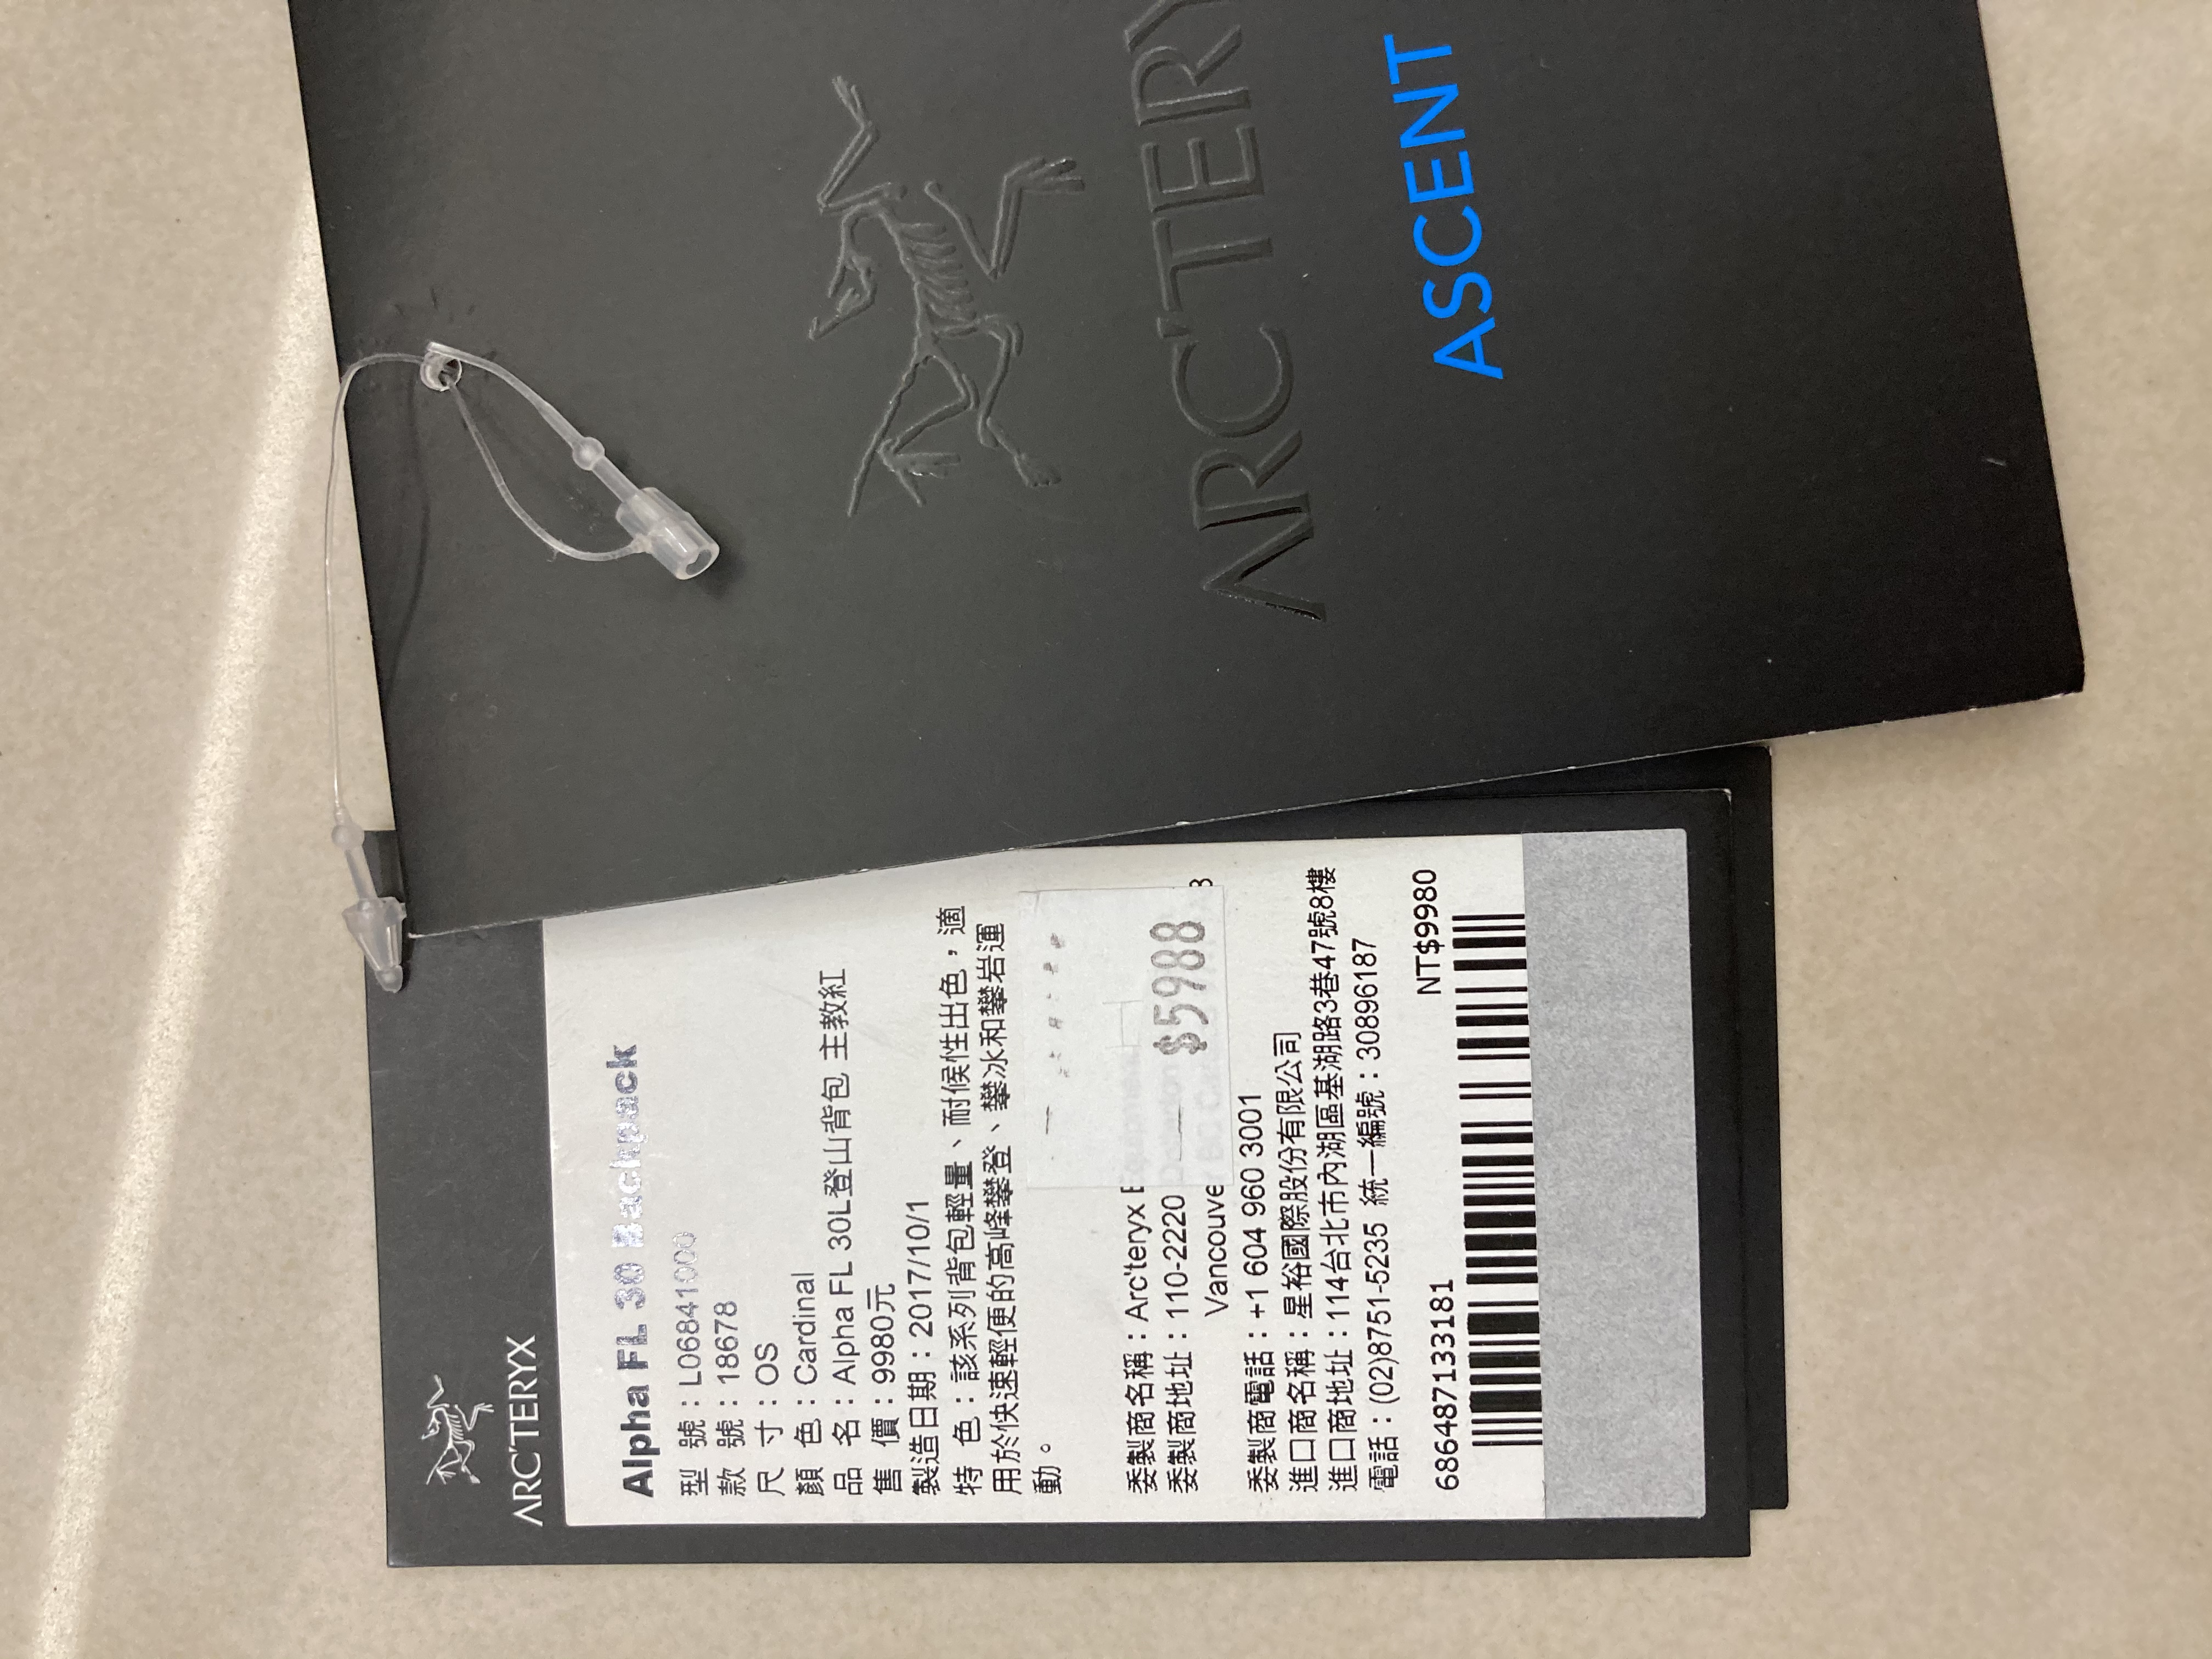 ARC'TERY
ASCENT
ARC'TERYX
Alpha FL 30 Backpack
型 號：L06841000
款 號：18678
尺 寸：OS
顏 色：Cardinal
品 名：Alpha FL 30L登山背包 主教紅
售 價：9980元
製造日期：2017/10/1
特 色：該系列背包輕量、耐候性出色，適
用於快速輕便的高峰攀登、攀冰和攀岩運
動。
$5988
委製商名稱：Arc'teryx Equipment
委製商地址：110-2220
Vancouver BC
委製商電話：+1 604 960 3001
進口商名稱：星裕國際股份有限公司
進口商地址：114台北市內湖區基湖路3巷47號8樓
電話：(02)8751-5235 統一編號：30896187
NT$9980
686487133181